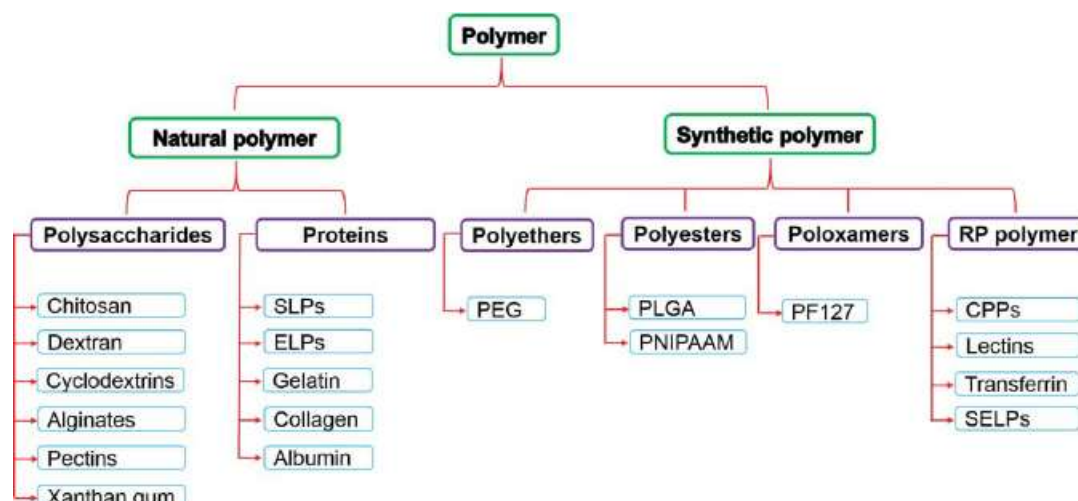 Polymer
Natural polymer
Synthetic polymer
Polysaccharides
Proteins
Polyethers
Polyesters
Poloxamers
RP polymer
Chitosan
Dextran
Cyclodextrins
Alginates
Pectins
Xanthan gum
SLPs
ELPs
Gelatin
Collagen
Albumin
PEG
PLGA
PNIPAAM
PF127
CPPs
Lectins
Transferrin
SELPs